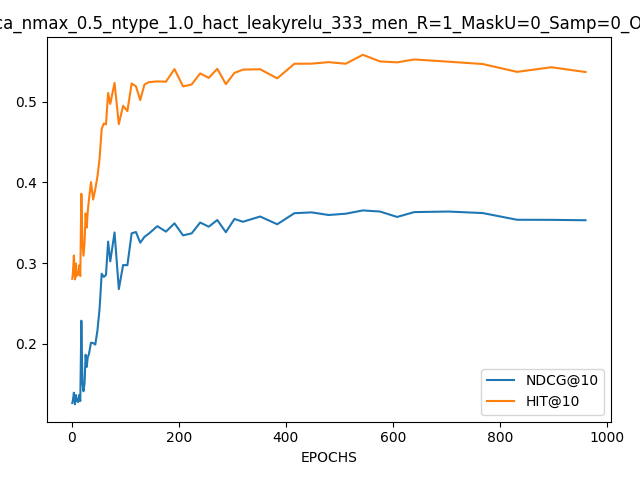 ca_nmax_0.5_ntype_1.0_hact_leakyrelu_333_men_R=1_MaskU=0_Samp=0_O
0.5
0.4
0.3
0.2
0 200 400 600 800 1000
EPOCHS
NDCG@10
HIT@10